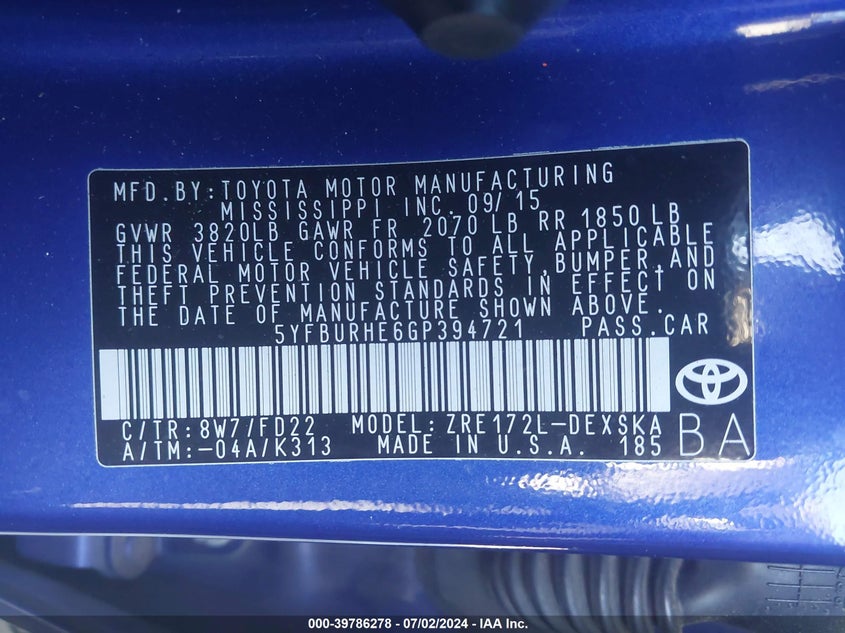 MFD.BY:TOYOTA MOTOR MANUFACTURING
MISSISSIPPI INC. 09/15
GVWR 3820LB GAWR FR 2070 LB RR 1850 LB
THIS VEHICLE CONFORMS TO ALL APPLICABLE
FEDERAL MOTOR VEHICLE SAFETY,BUMPER,AND
THEFT PREVENTION STANDARDS IN EFFECT ON
THE DATE OF MANUFACTURE SHOWN ABOVE.
5YFBURHE6GP394721 PASS.CAR
C/TR:8W7/FD22 MODEL:ZRE172L-DEXSKA
A/TM:-04A/K313 MADE IN U.S.A. 185
BA
000-39786278 - 07/02/2024 - IAA Inc.